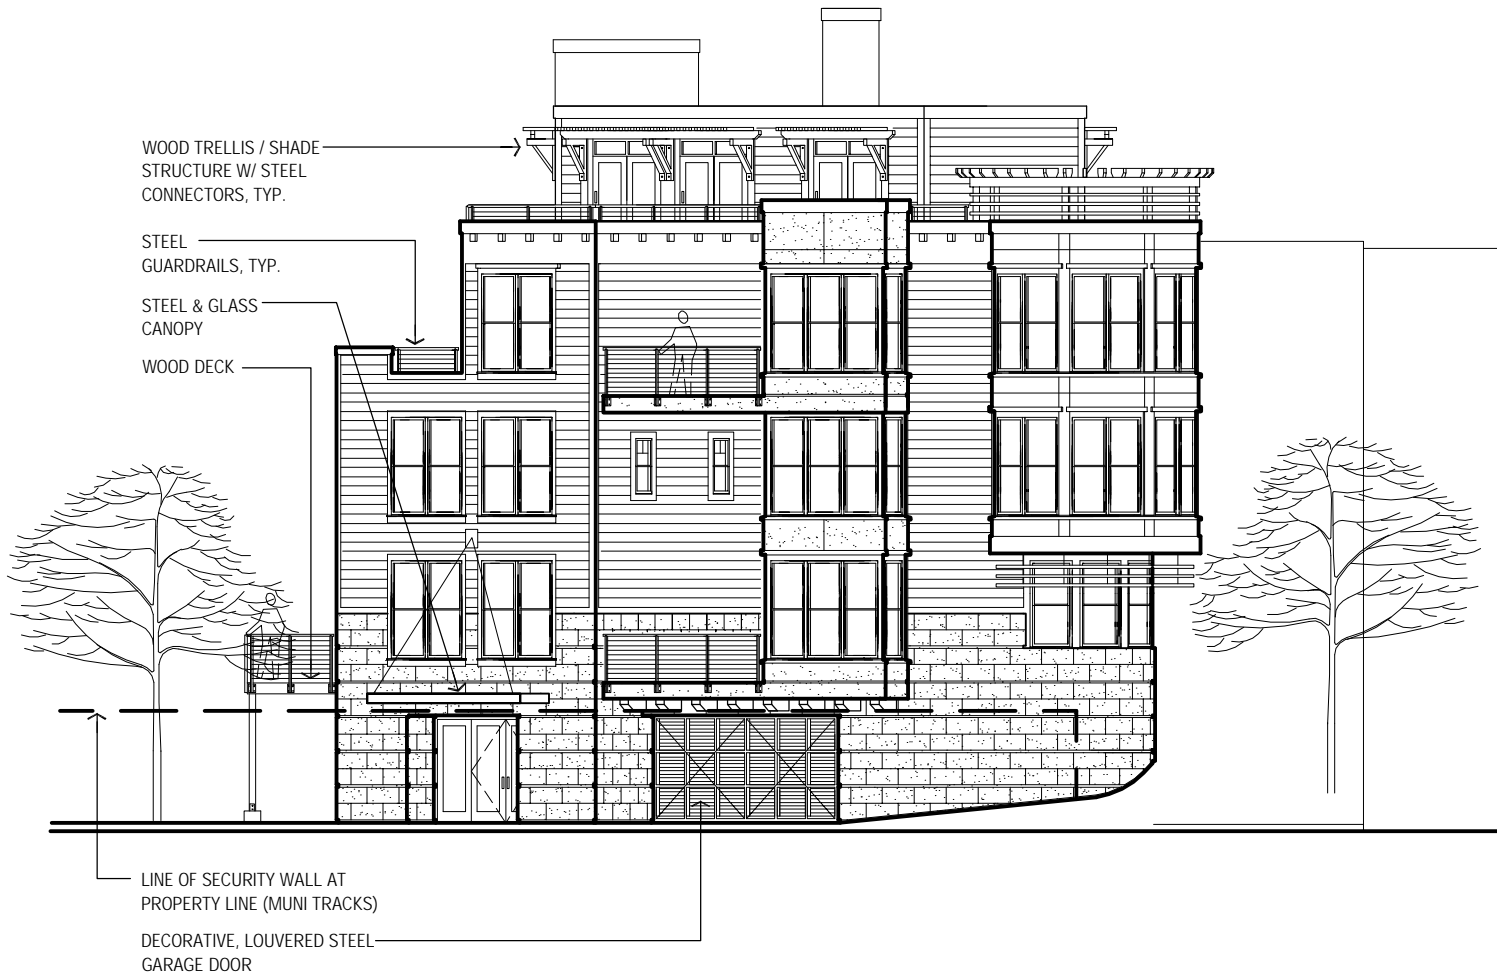 WOOD TRELLIS / SHADE
STRUCTURE W/ STEEL
CONNECTORS, TYP.
STEEL
GUARDRAILS, TYP.
STEEL & GLASS
CANOPY
WOOD DECK
LINE OF SECURITY WALL AT
PROPERTY LINE (MUNI TRACKS)
DECORATIVE, LOUVERED STEEL
GARAGE DOOR